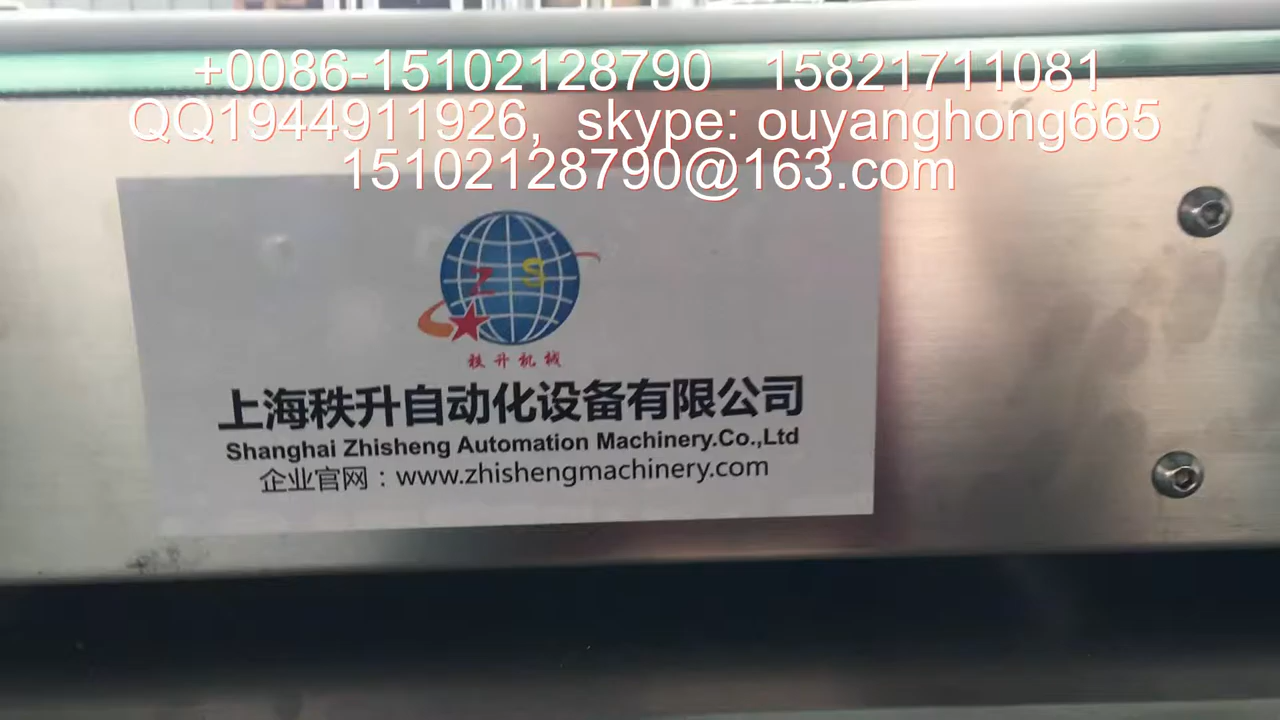 +0086-15102128790 15821711081
QQ1944911926, skype: ouyanghong665
15102128790@163.com
Z S
秩升机械
上海秩升自动化设备有限公司
Shanghai Zhisheng Automation Machinery.Co.,Ltd
企业官网：www.zhishengmachinery.com